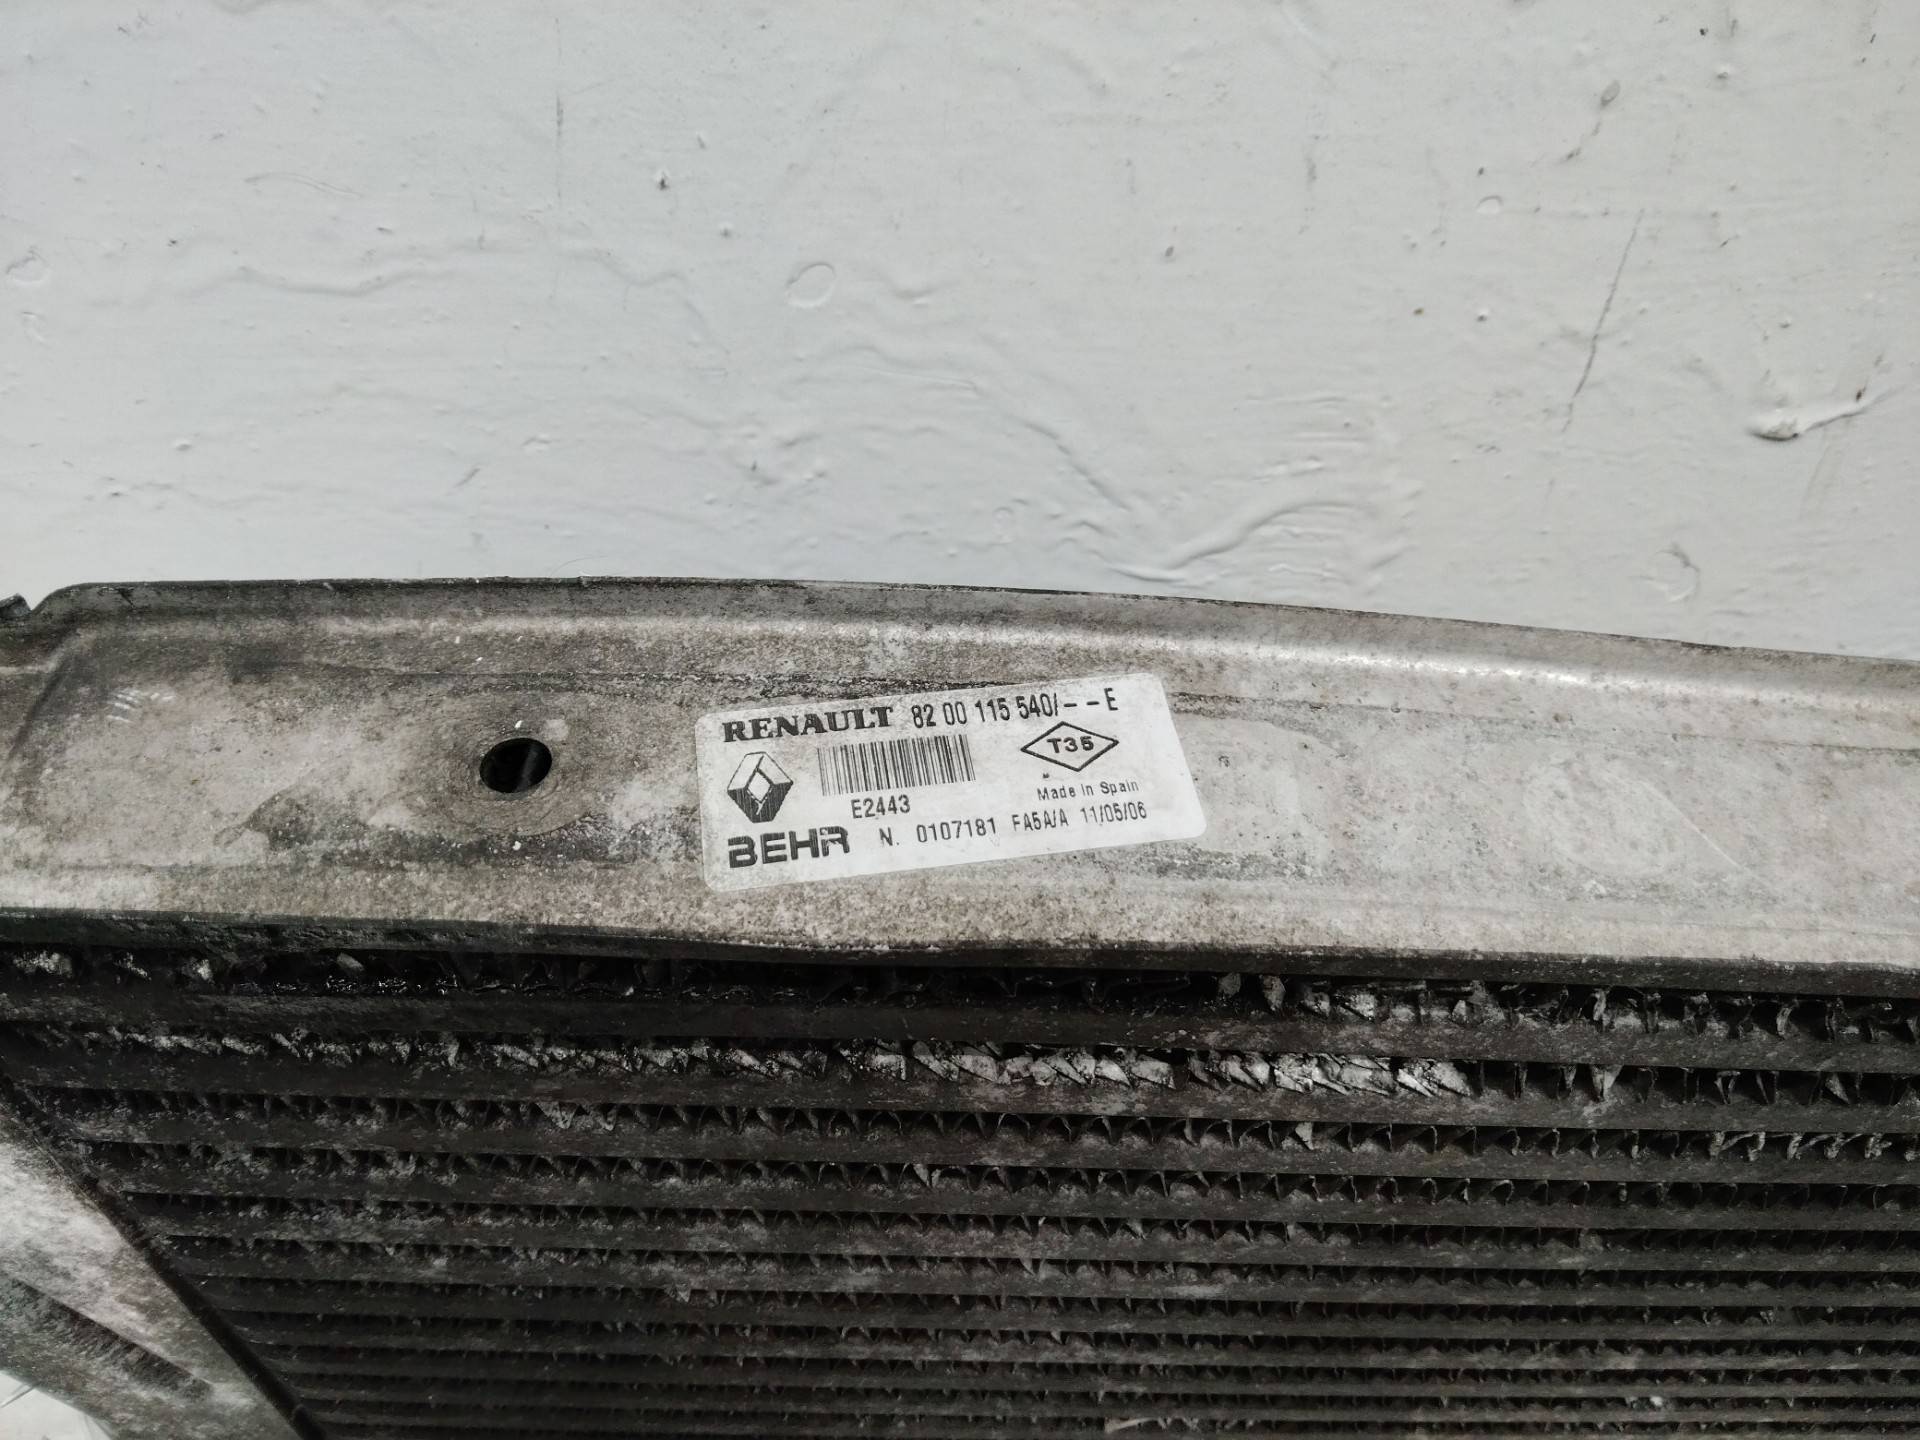 RENAULT 82 00 115 540/--E
T35
E2443
Made in Spain
BEHR N. 0107181 FA5A/A 11/05/06